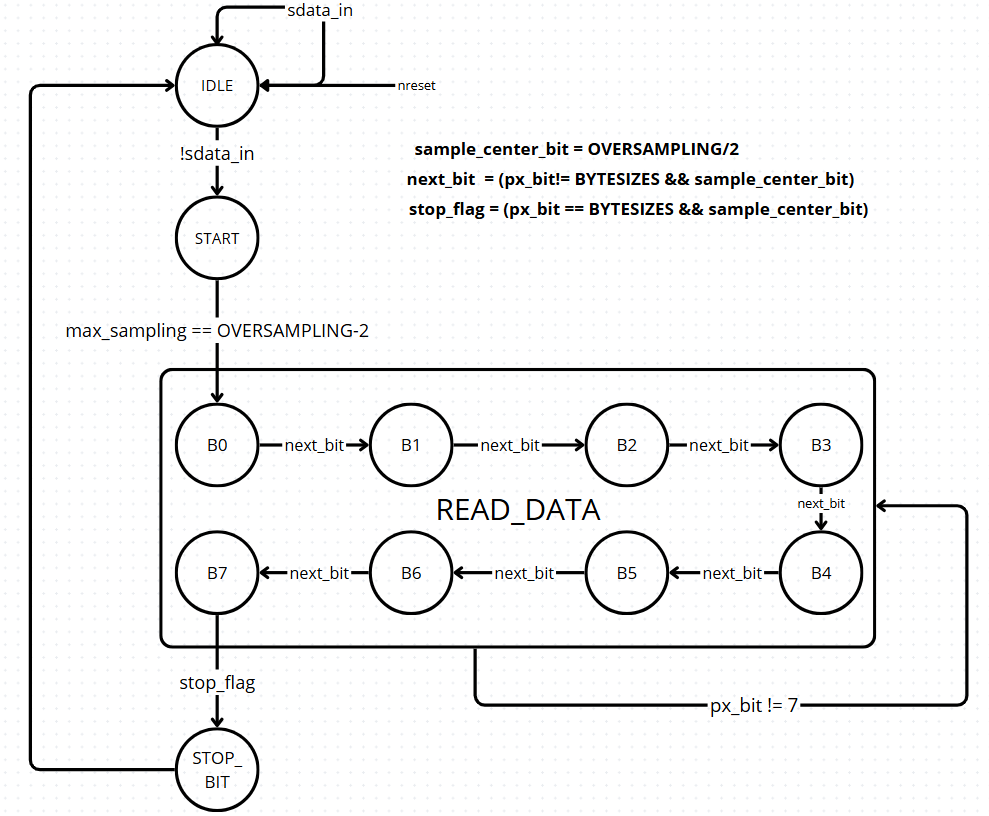 sdata_in
IDLE
nreset
!sdata_in
sample_center_bit = OVERSAMPLING/2
next_bit  = (px_bit!= BYTESIZES && sample_center_bit)
stop_flag = (px_bit == BYTESIZES && sample_center_bit)
START
max_sampling == OVERSAMPLING-2
B0
next_bit
B1
next_bit
B2
next_bit
B3
next_bit
READ_DATA
B7
next_bit
B6
next_bit
B5
next_bit
B4
stop_flag
px_bit != 7
STOP_
BIT